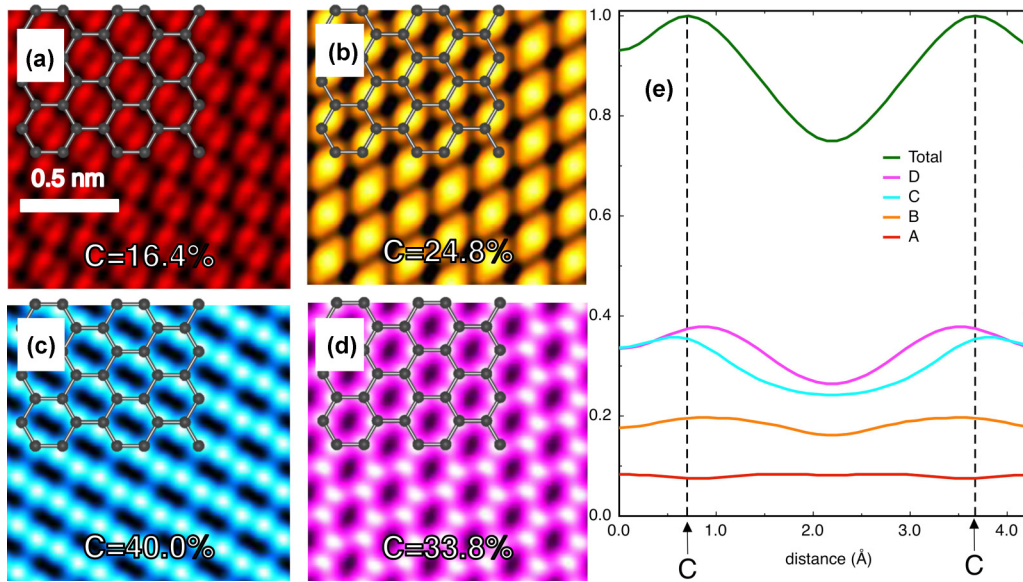 (a)
0.5 nm
C=16.4%
(b)
C=24.8%
(c)
C=40.0%
(d)
C=33.8%
(e)
1.0
0.8
0.6
0.4
0.2
0.0
Total
D
C
B
A
0.0 1.0 2.0 3.0 4.0
distance (Å)
C C